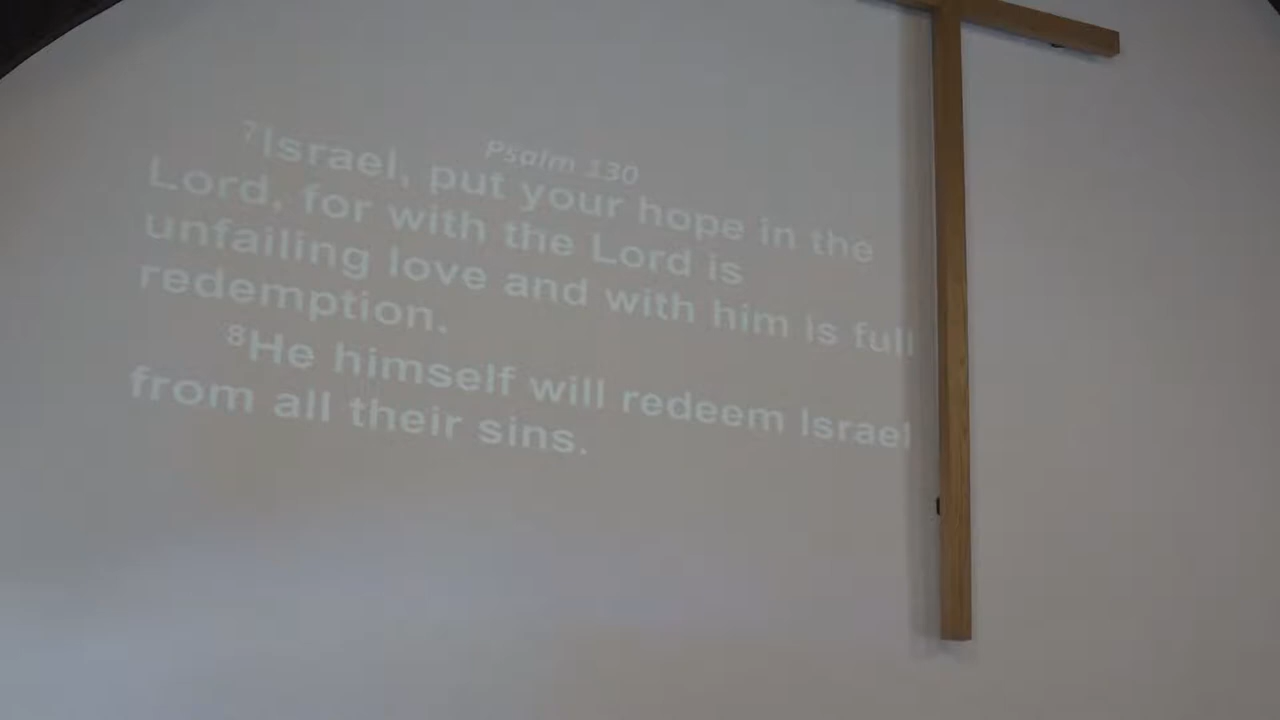 Psalm 130
⁷Israel, put your hope in the
Lord, for with the Lord is
unfailing love and with him is full
redemption.
⁸He himself will redeem Israel
from all their sins.